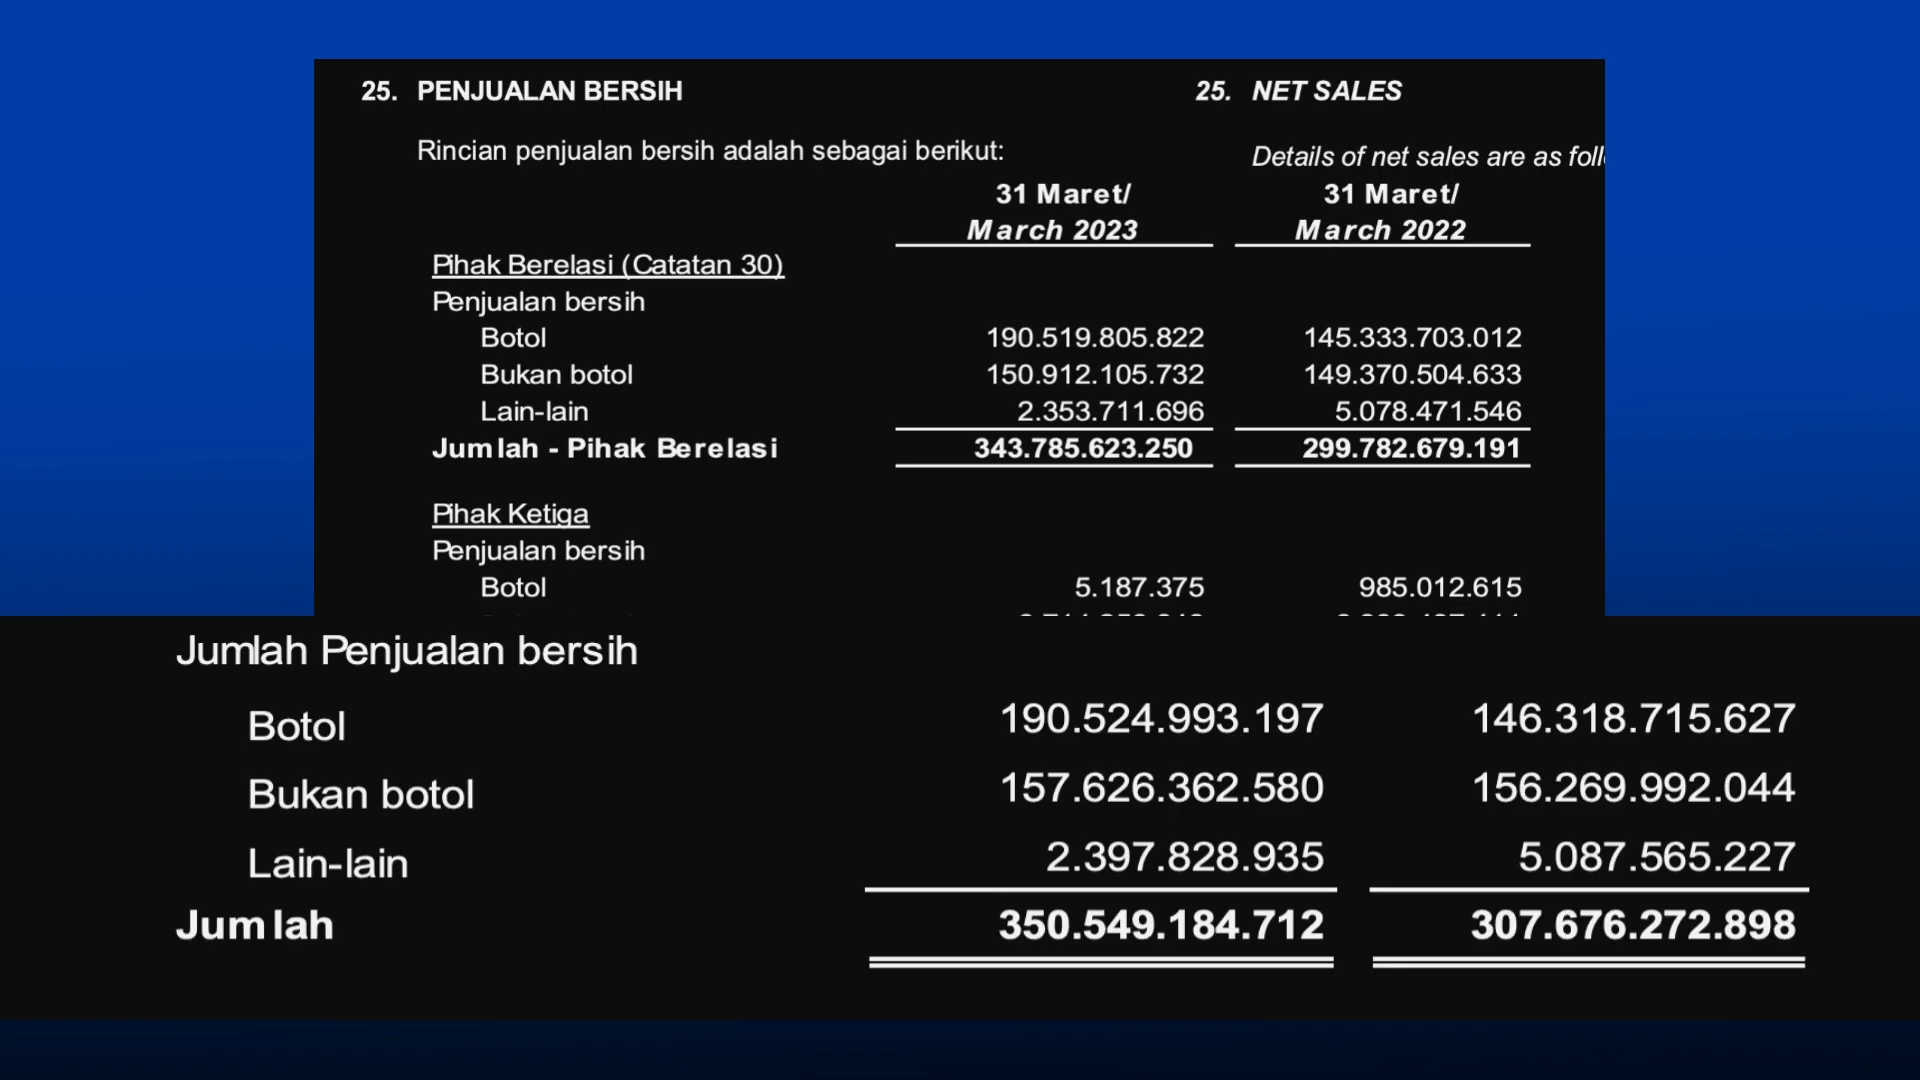 25. PENJUALAN BERSIH 25. NET SALES
Rincian penjualan bersih adalah sebagai berikut: Details of net sales are as foll
31 Maret/ 31 Maret/
March 2023 March 2022
Pihak Berelasi (Catatan 30)
Penjualan bersih
Botol 190.519.805.822 145.333.703.012
Bukan botol 150.912.105.732 149.370.504.633
Lain-lain 2.353.711.696 5.078.471.546
Jumlah - Pihak Berelasi 343.785.623.250 299.782.679.191
Pihak Ketiga
Penjualan bersih
Botol 5.187.375 985.012.615
Jumlah Penjualan bersih
Botol 190.524.993.197 146.318.715.627
Bukan botol 157.626.362.580 156.269.992.044
Lain-lain 2.397.828.935 5.087.565.227
Jumlah 350.549.184.712 307.676.272.898